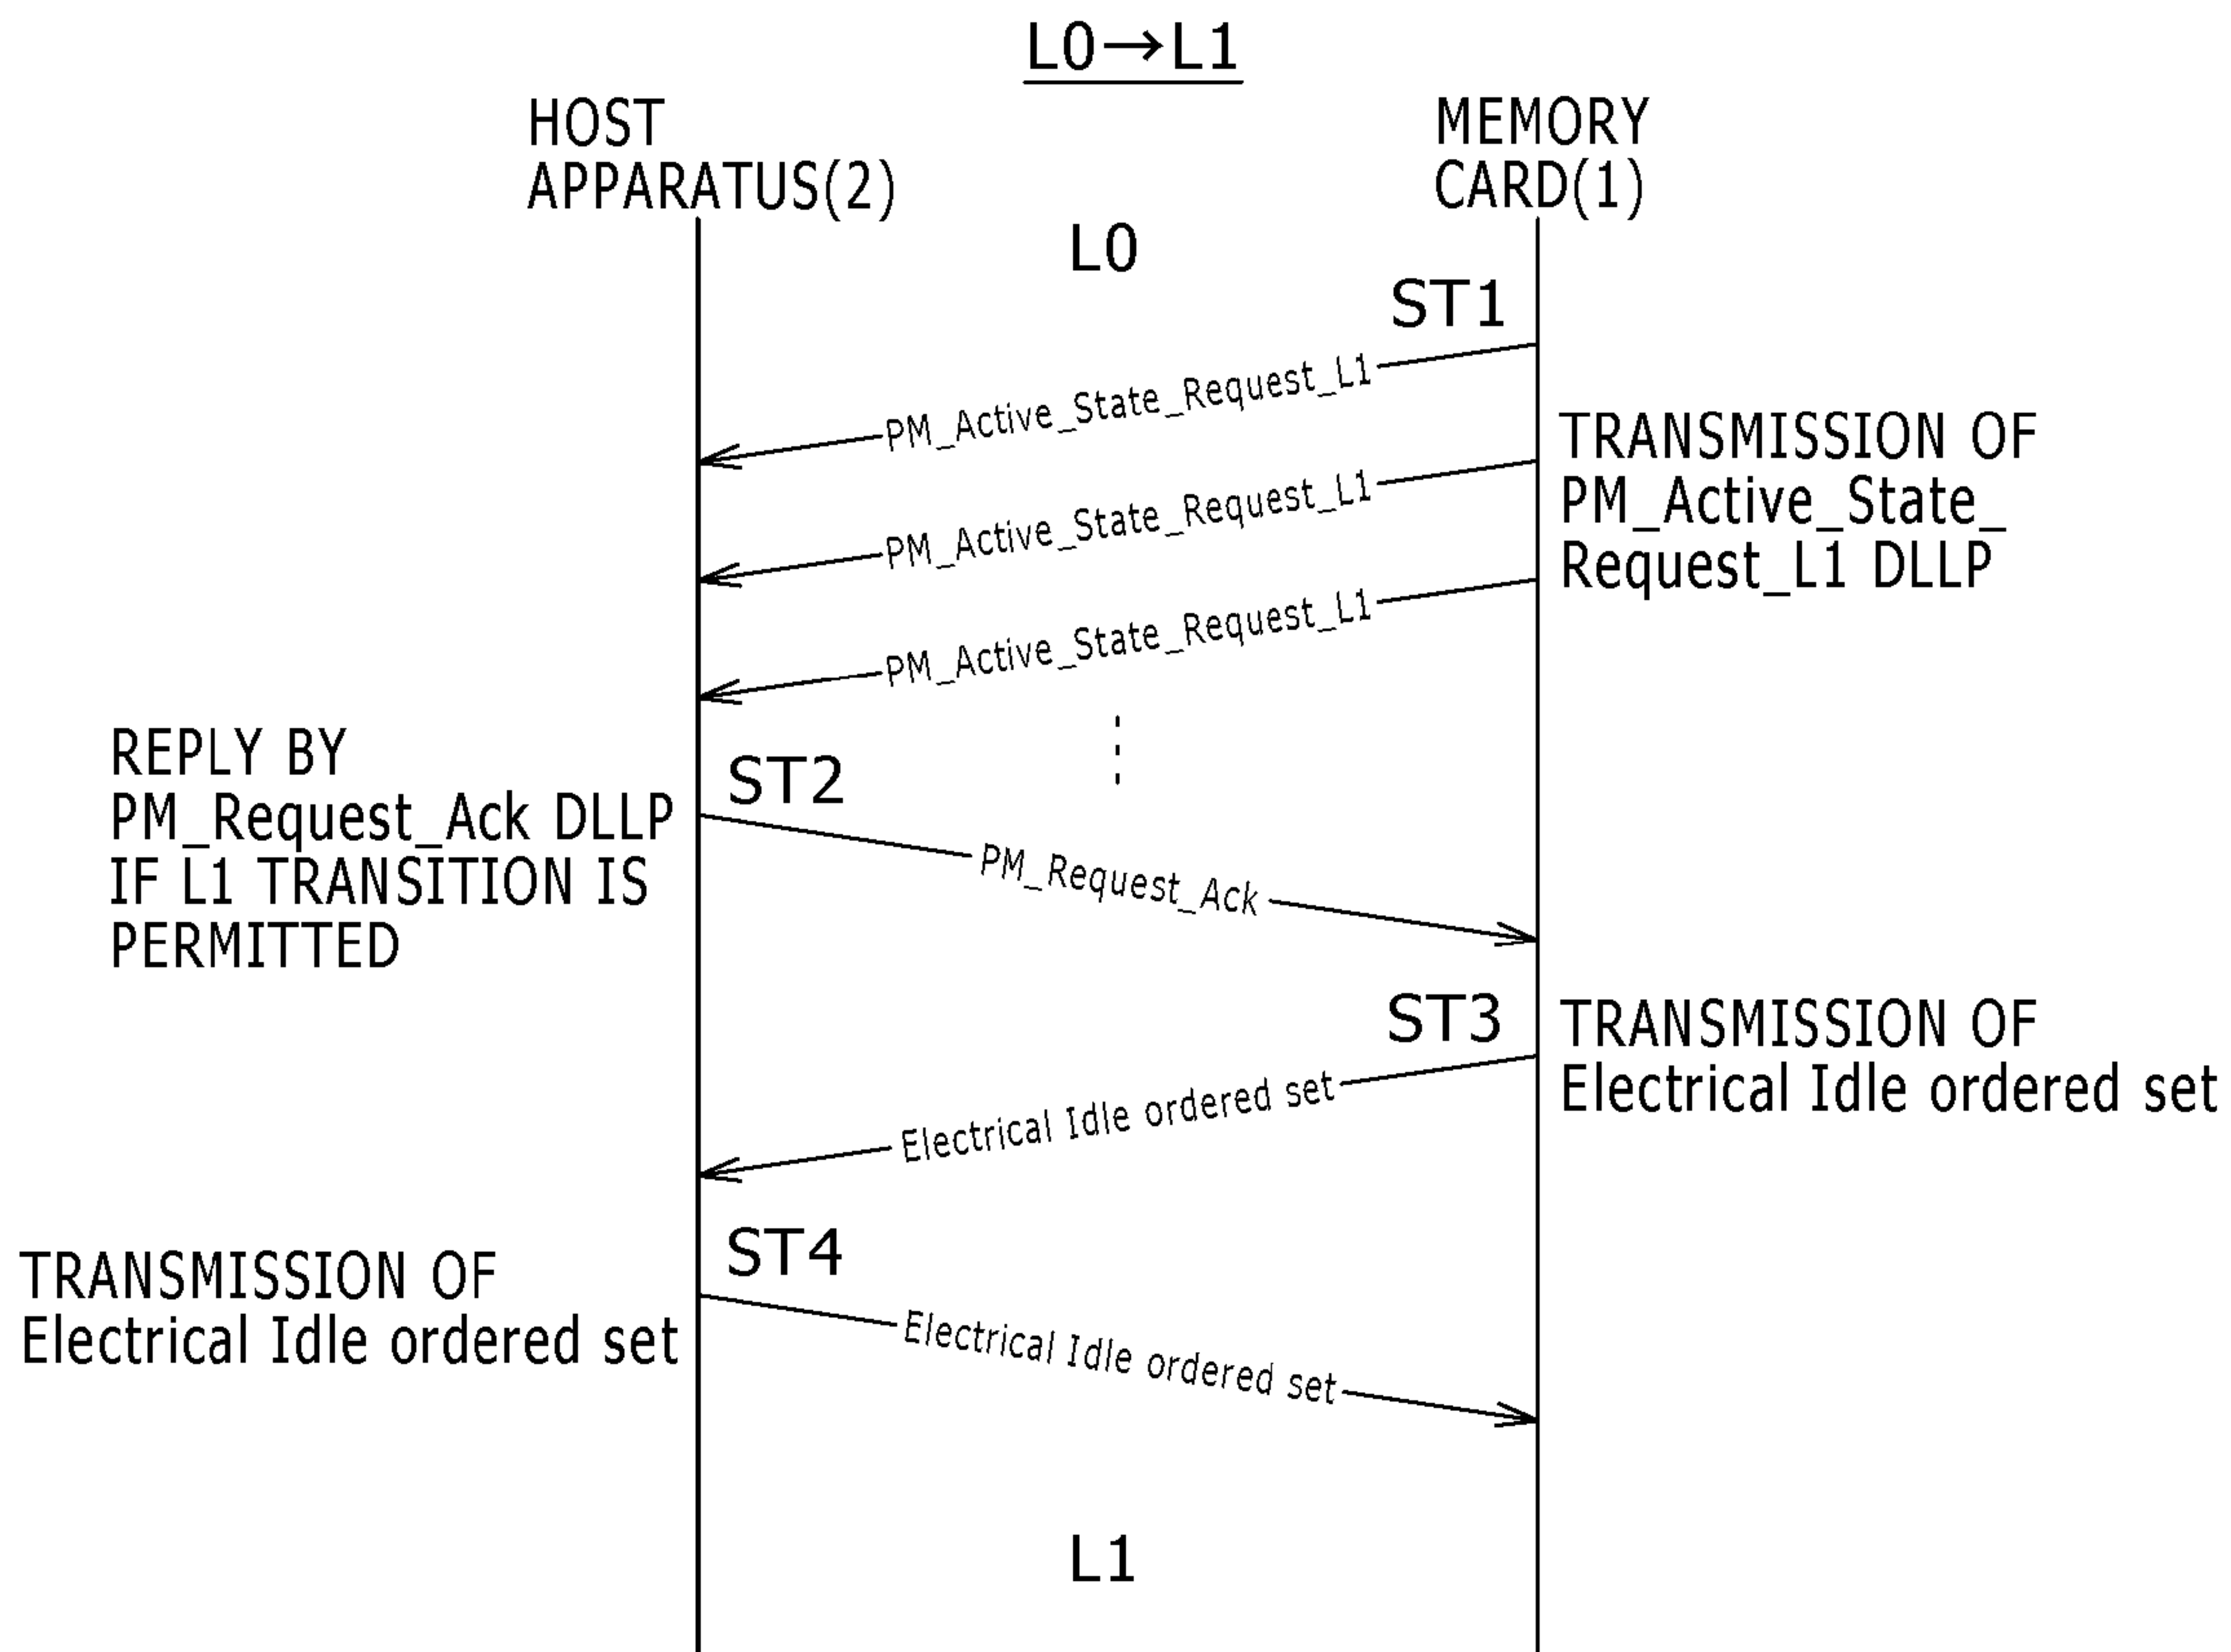 L0→L1
HOST
APPARATUS(2)
MEMORY
CARD(1)
L0
ST1
PM_Active_State_Request_L1
TRANSMISSION OF
PM_Active_State_
Request_L1 DLLP
PM_Active_State_Request_L1
PM_Active_State_Request_L1
REPLY BY
PM_Request_Ack DLLP
IF L1 TRANSITION IS
PERMITTED
ST2
PM_Request_Ack
ST3
TRANSMISSION OF
Electrical Idle ordered set
Electrical Idle ordered set
ST4
TRANSMISSION OF
Electrical Idle ordered set
Electrical Idle ordered set
L1